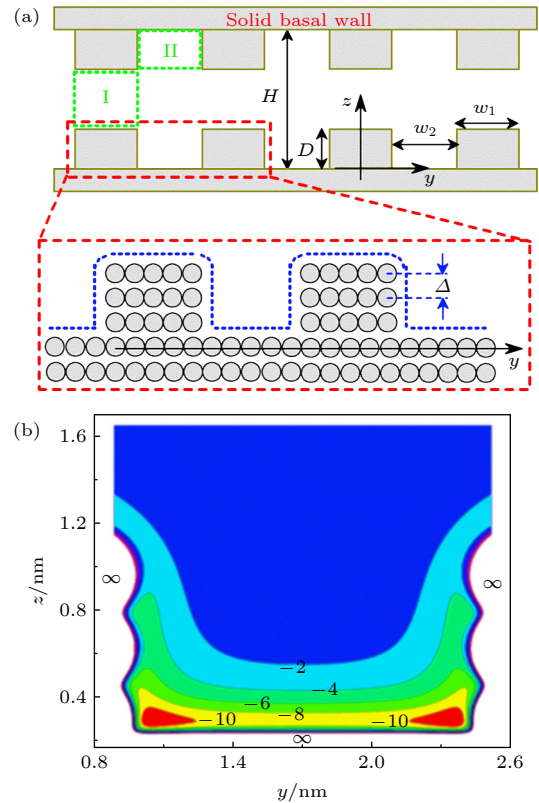 (a)
Solid basal wall
II
I
H
z
w₁
w₂
D
y
Δ
y
(b)
1.6
1.2
0.8
0.4
z/nm
∞
∞
−2
−4
−6
−8
−10
−10
∞
0.8
1.4
2.0
2.6
y/nm